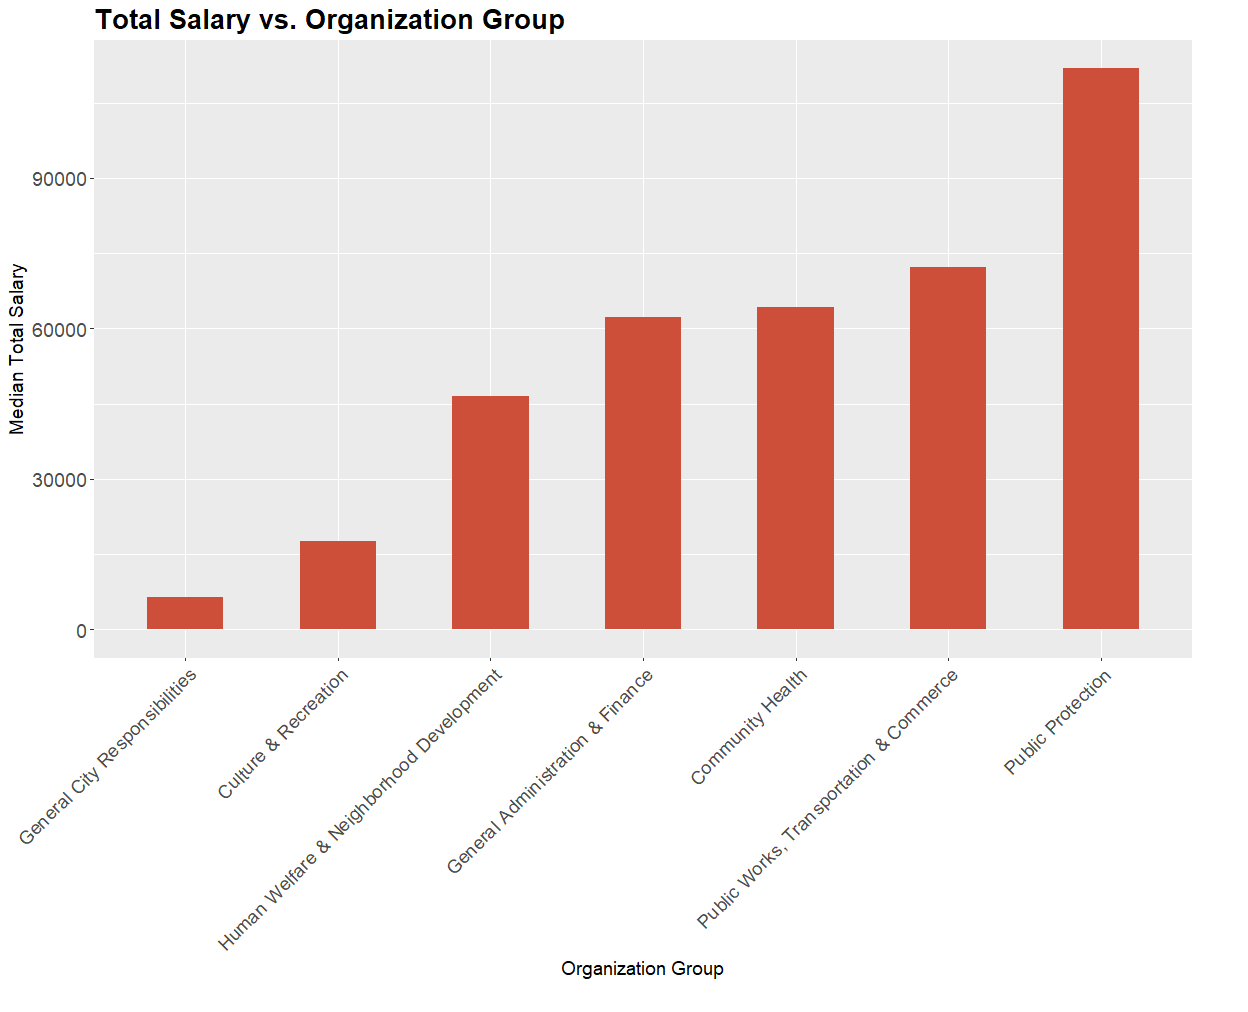 Total Salary vs. Organization Group
Median Total Salary
90000
60000
30000
0
General City Responsibilities
Culture & Recreation
Human Welfare & Neighborhood Development
General Administration & Finance
Community Health
Public Works, Transportation & Commerce
Public Protection
Organization Group